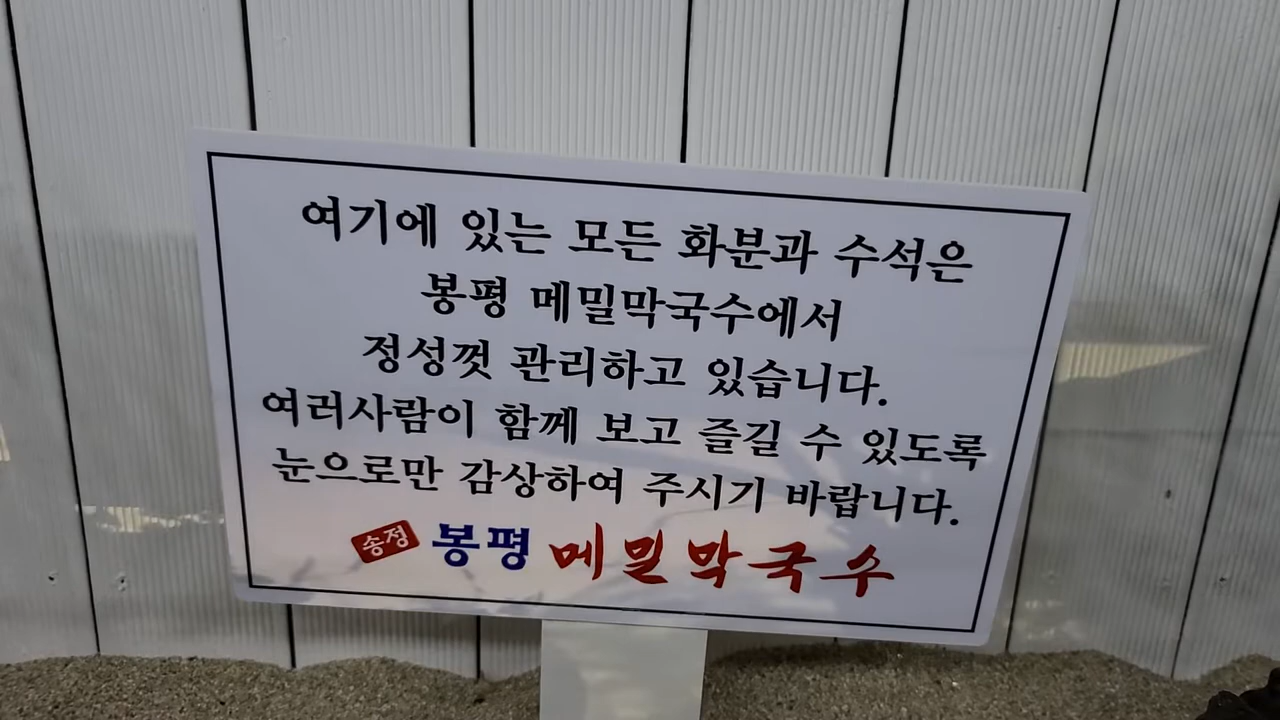 여기에 있는 모든 화분과 수석은
봉평 메밀막국수에서
정성껏 관리하고 있습니다.
여러사람이 함께 보고 즐길 수 있도록
눈으로만 감상하여 주시기 바랍니다.
송정 봉평 메밀막국수